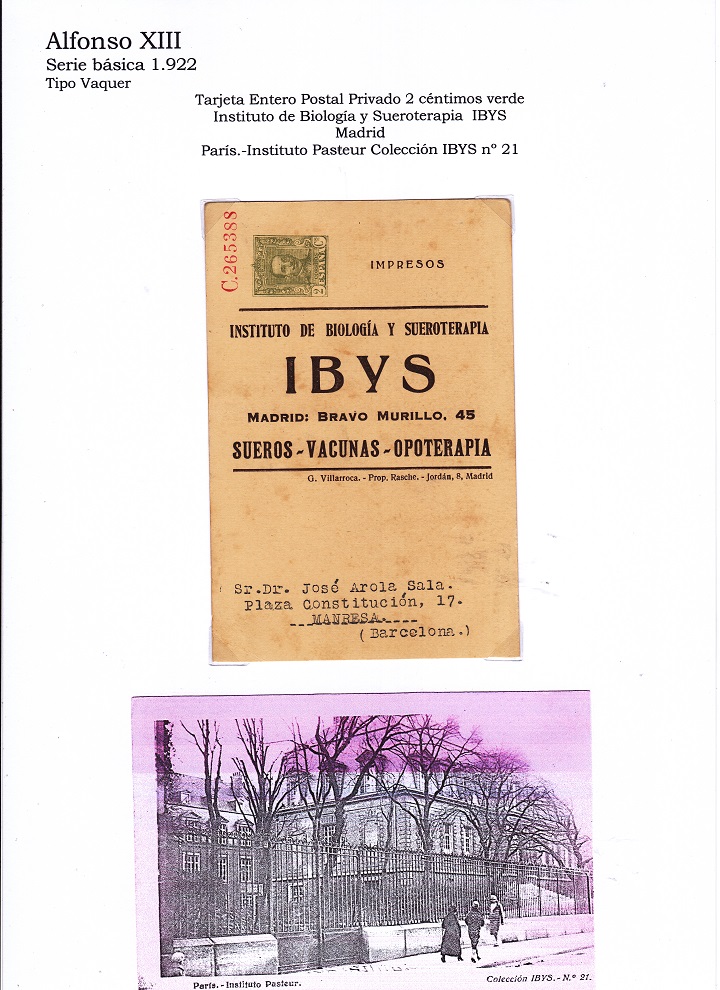 Alfonso XIII
Serie básica 1.922
Tipo Vaquer
Tarjeta Entero Postal Privado 2 céntimos verde
Instituto de Biología y Sueroterapia IBYS
Madrid
París.-Instituto Pasteur Colección IBYS nº 21
C.265388
2 ESPAÑA C
IMPRESOS
INSTITUTO DE BIOLOGÍA Y SUEROTERAPIA
IBYS
MADRID: BRAVO MURILLO, 45
SUEROS-VACUNAS-OPOTERAPIA
G. Villarroca. - Prop. Rasche. - Jordán, 8, Madrid
Sr.Dr. José Arola Sala.
Plaza Constitución, 17.
MANRESA.
(Barcelona.)
París.-Instituto Pasteur.
Colección IBYS.-N.º 21.